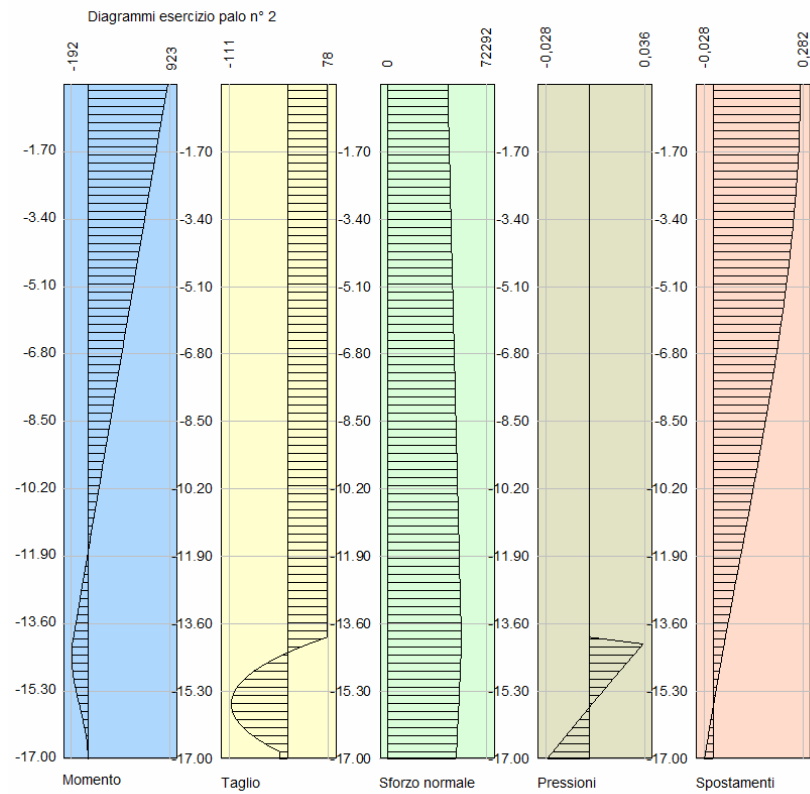 Diagrammi esercizio palo n° 2
-192 923 -111 78 0 72292 -0,028 0,036 -0,028 0,282
-1.70 -1.70 -1.70 -1.70 -1.70
-3.40 -3.40 -3.40 -3.40 -3.40
-5.10 -5.10 -5.10 -5.10 -5.10
-6.80 -6.80 -6.80 -6.80 -6.80
-8.50 -8.50 -8.50 -8.50 -8.50
-10.20 -10.20 -10.20 -10.20 -10.20
-11.90 -11.90 -11.90 -11.90 -11.90
-13.60 -13.60 -13.60 -13.60 -13.60
-15.30 -15.30 -15.30 -15.30 -15.30
-17.00 -17.00 -17.00 -17.00 -17.00
Momento Taglio Sforzo normale Pressioni Spostamenti